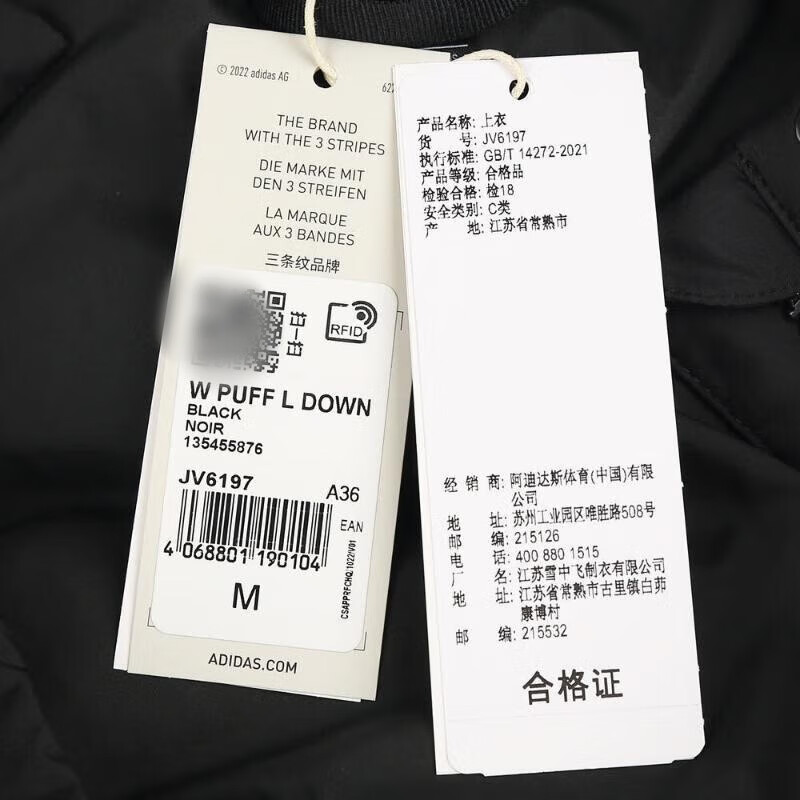 © 2022 adidas AG
THE BRAND
WITH THE 3 STRIPES
DIE MARKE MIT
DEN 3 STREIFEN
LA MARQUE
AUX 3 BANDES
三条纹品牌
RFID
W PUFF L DOWN
BLACK
NOIR
135455876
JV6197
A36
EAN
4 068801 190104
CSAPPRFCHQ1022/V01
M
ADIDAS.COM
产品名称: 上衣
货 号: JV6197
执行标准: GB/T 14272-2021
产品等级: 合格品
检验合格: 检18
安全类别: C类
产 地: 江苏省常熟市
经 销 商: 阿迪达斯体育(中国)有限
公司
地 址: 苏州工业园区唯胜路508号
邮 编: 215126
电 话: 400 880 1515
厂 名: 江苏雪中飞制衣有限公司
地 址: 江苏省常熟市古里镇白茆
康博村
邮 编: 215532
合格证